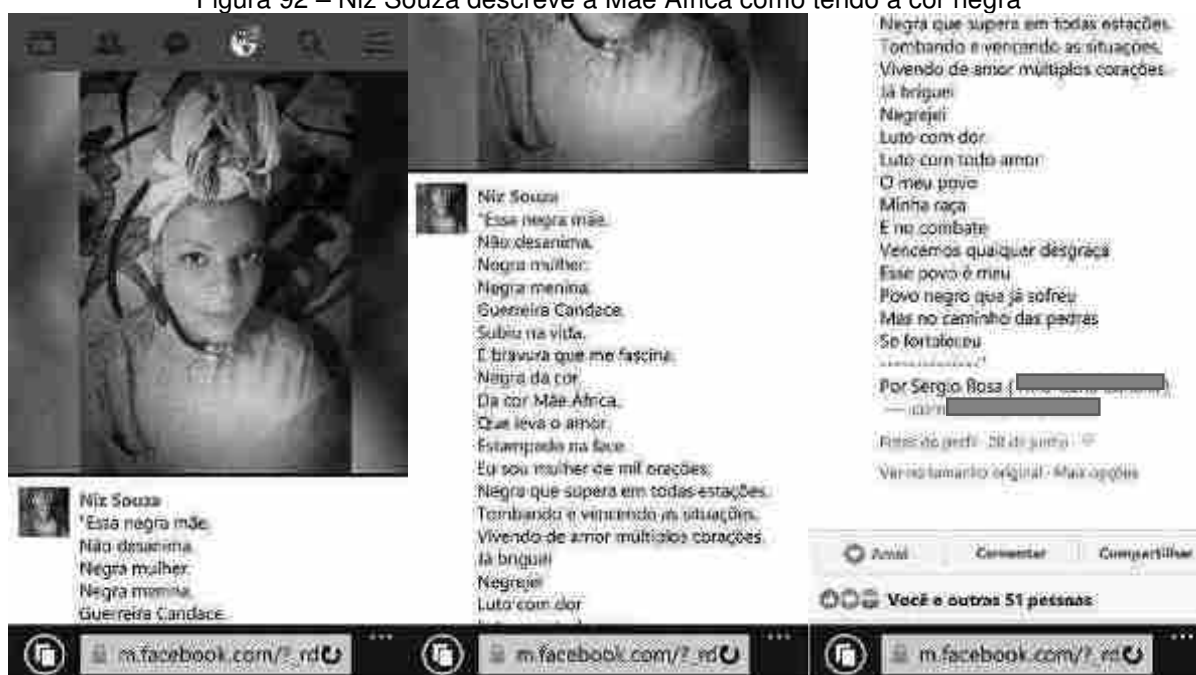 Figura 92 – Niz Souza descreve a Mãe África como tendo a cor negra
Niz Souza
"Essa negra mãe.
Não desanima.
Negra mulher.
Negra menina.
Guerreira Candace.
m.facebook.com/?_rd
Niz Souza
"Essa negra mãe.
Não desanima.
Negra mulher.
Negra menina.
Guerreira Candace.
Subiu na vida.
E bravura que me fascina.
Negra da cor
Da cor Mãe África.
Que leva o amor.
Estampado na face.
Eu sou mulher de mil orações.
Negra que supera em todas estações.
Tombando e vencendo as situações.
Vivendo de amor múltiplos corações.
Já briguei
Negrejei
Luto com dor
m.facebook.com/?_rd
Negra que supera em todas estações.
Tombando e vencendo as situações.
Vivendo de amor múltiplos corações.
Já briguei
Negrejei
Luto com dor
Luto com todo amor
O meu povo
Minha raça
E no combate
Vencemos qualquer desgraça
Esse povo é meu
Povo negro que já sofreu
Mas no caminho das pedras
Se fortaleceu
-------------"
Por Sergio Rosa (
— com
Fotos do perfil · 28 de junho
Ver no tamanho original · Mais opções
Amei Comentar Compartilhar
Você e outras 51 pessoas
m.facebook.com/?_rd